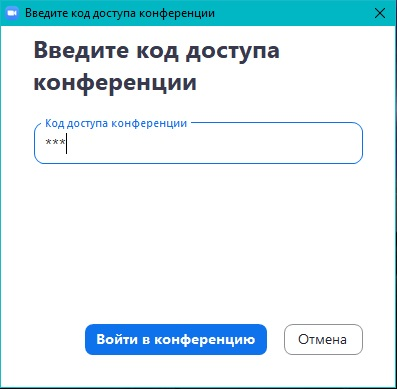 Введите код доступа конференции
Введите код доступа
конференции
Код доступа конференции
***
Войти в конференцию
Отмена